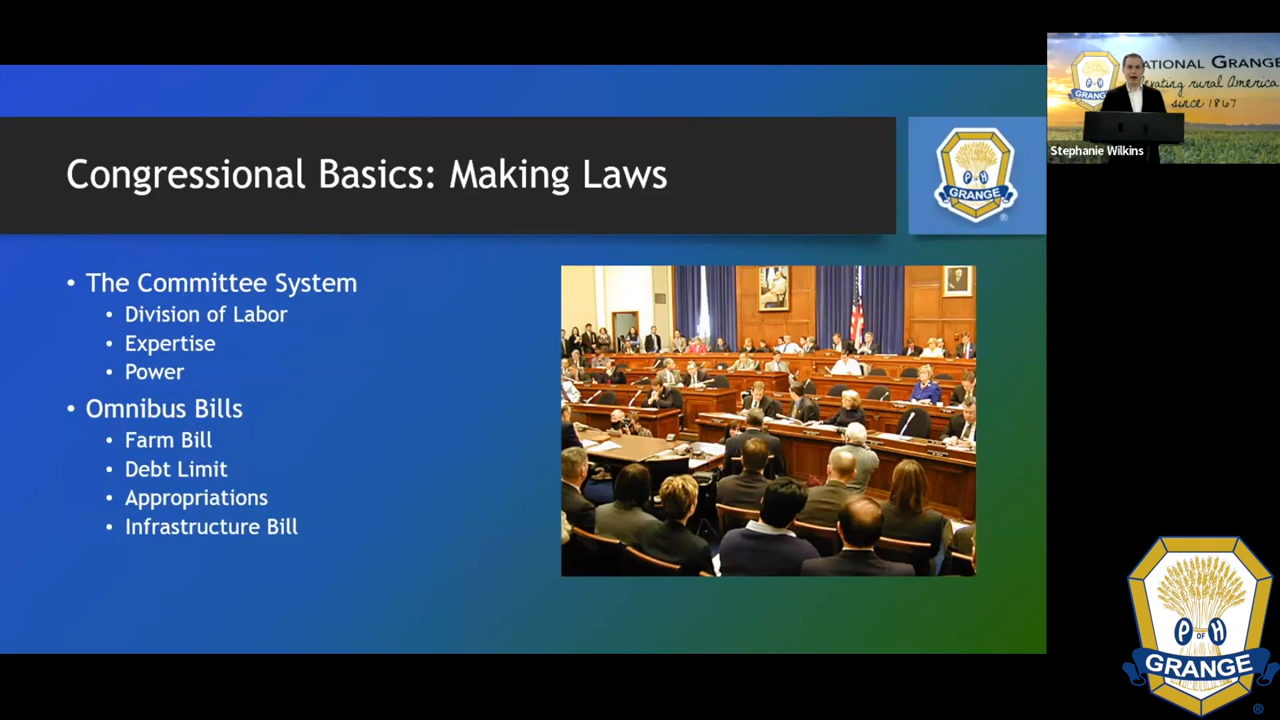 Congressional Basics: Making Laws
P OF H
GRANGE
®
• The Committee System
• Division of Labor
• Expertise
• Power
• Omnibus Bills
• Farm Bill
• Debt Limit
• Appropriations
• Infrastructure Bill
ATIONAL GRANGE
P H
GRANGE
rural America
since 1867
Stephanie Wilkins
P OF H
GRANGE
®